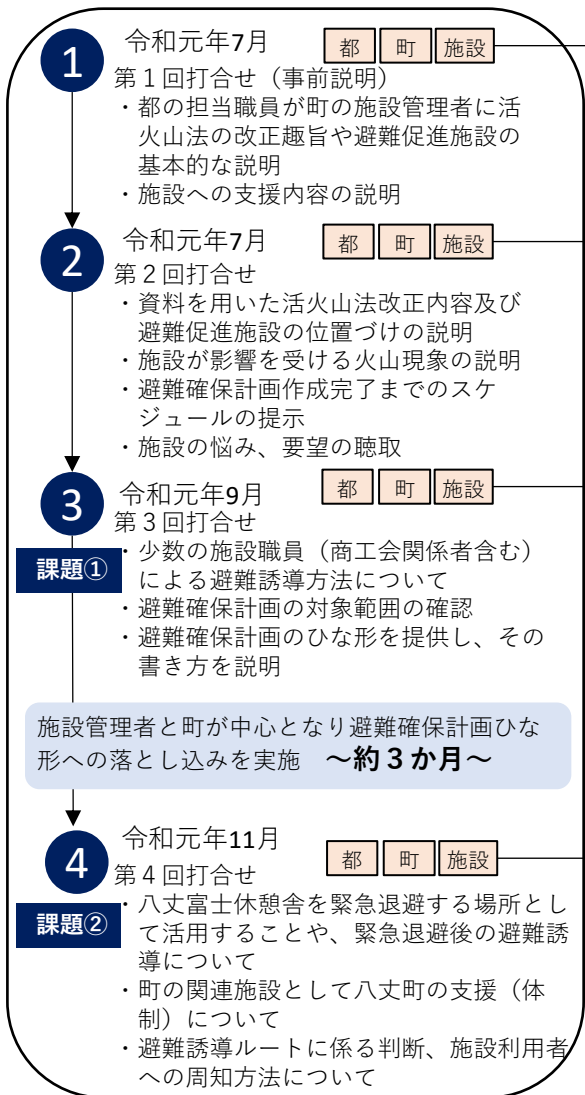 1
令和元年7月
都 町 施設
第1回打合せ（事前説明）
・都の担当職員が町の施設管理者に活
火山法の改正趣旨や避難促進施設の
基本的な説明
・施設への支援内容の説明
2
令和元年7月
都 町 施設
第2回打合せ
・資料を用いた活火山法改正内容及び
避難促進施設の位置づけの説明
・施設が影響を受ける火山現象の説明
・避難確保計画作成完了までのスケ
ジュールの提示
・施設の悩み、要望の聴取
3
令和元年9月
都 町 施設
第3回打合せ
課題①
・少数の施設職員（商工会関係者含む）
による避難誘導方法について
・避難確保計画の対象範囲の確認
・避難確保計画のひな形を提供し、その
書き方を説明
施設管理者と町が中心となり避難確保計画ひな
形への落とし込みを実施　～約3か月～
4
令和元年11月
都 町 施設
第4回打合せ
課題②
・八丈富士休憩舎を緊急退避する場所とし
て活用することや、緊急退避後の避難誘
導について
・町の関連施設として八丈町の支援（体
制）について
・避難誘導ルートに係る判断、施設利用者
への周知方法について